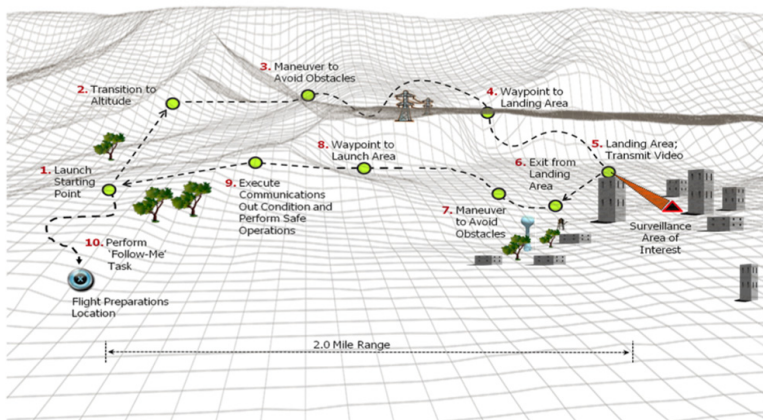 3. Maneuver to
Avoid Obstacles
2. Transition to
Altitude
4. Waypoint to
Landing Area
5. Landing Area;
Transmit Video
8. Waypoint to
Launch Area
6. Exit from
Landing
Area
1. Launch
Starting
Point
9. Execute
Communications
Out Condition and
Perform Safe
Operations
7. Maneuver
to Avoid
Obstacles
Surveillance
Area of
Interest
10. Perform
'Follow-Me'
Task
X
Flight Preparations
Location
2.0 Mile Range